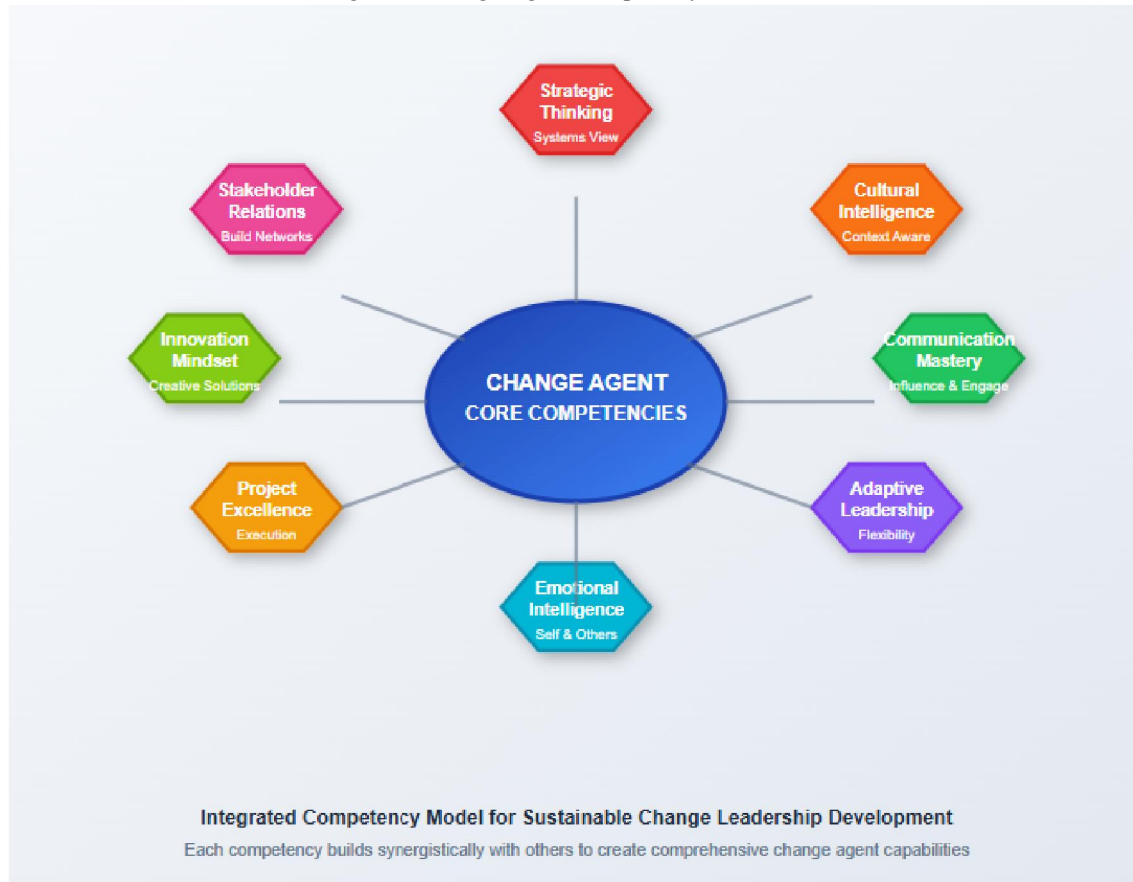 Strategic
Thinking
Systems View
Stakeholder
Relations
Build Networks
Cultural
Intelligence
Context Aware
Innovation
Mindset
Creative Solutions
Communication
Mastery
Influence & Engage
CHANGE AGENT
CORE COMPETENCIES
Project
Excellence
Execution
Adaptive
Leadership
Flexibility
Emotional
Intelligence
Self & Others
Integrated Competency Model for Sustainable Change Leadership Development
Each competency builds synergistically with others to create comprehensive change agent capabilities